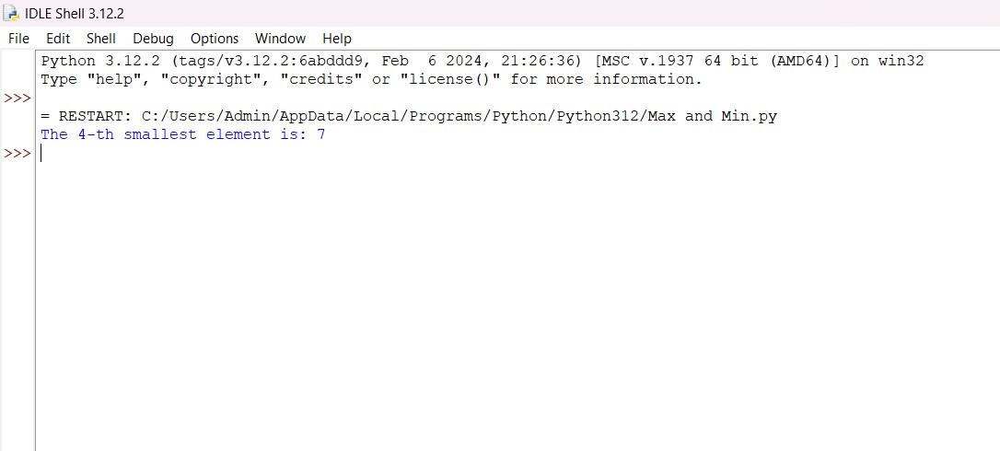 IDLE Shell 3.12.2
File Edit Shell Debug Options Window Help
Python 3.12.2 (tags/v3.12.2:6abddd9, Feb  6 2024, 21:26:36) [MSC v.1937 64 bit (AMD64)] on win32
Type "help", "copyright", "credits" or "license()" for more information.
>>>
= RESTART: C:/Users/Admin/AppData/Local/Programs/Python/Python312/Max and Min.py
The 4-th smallest element is: 7
>>>